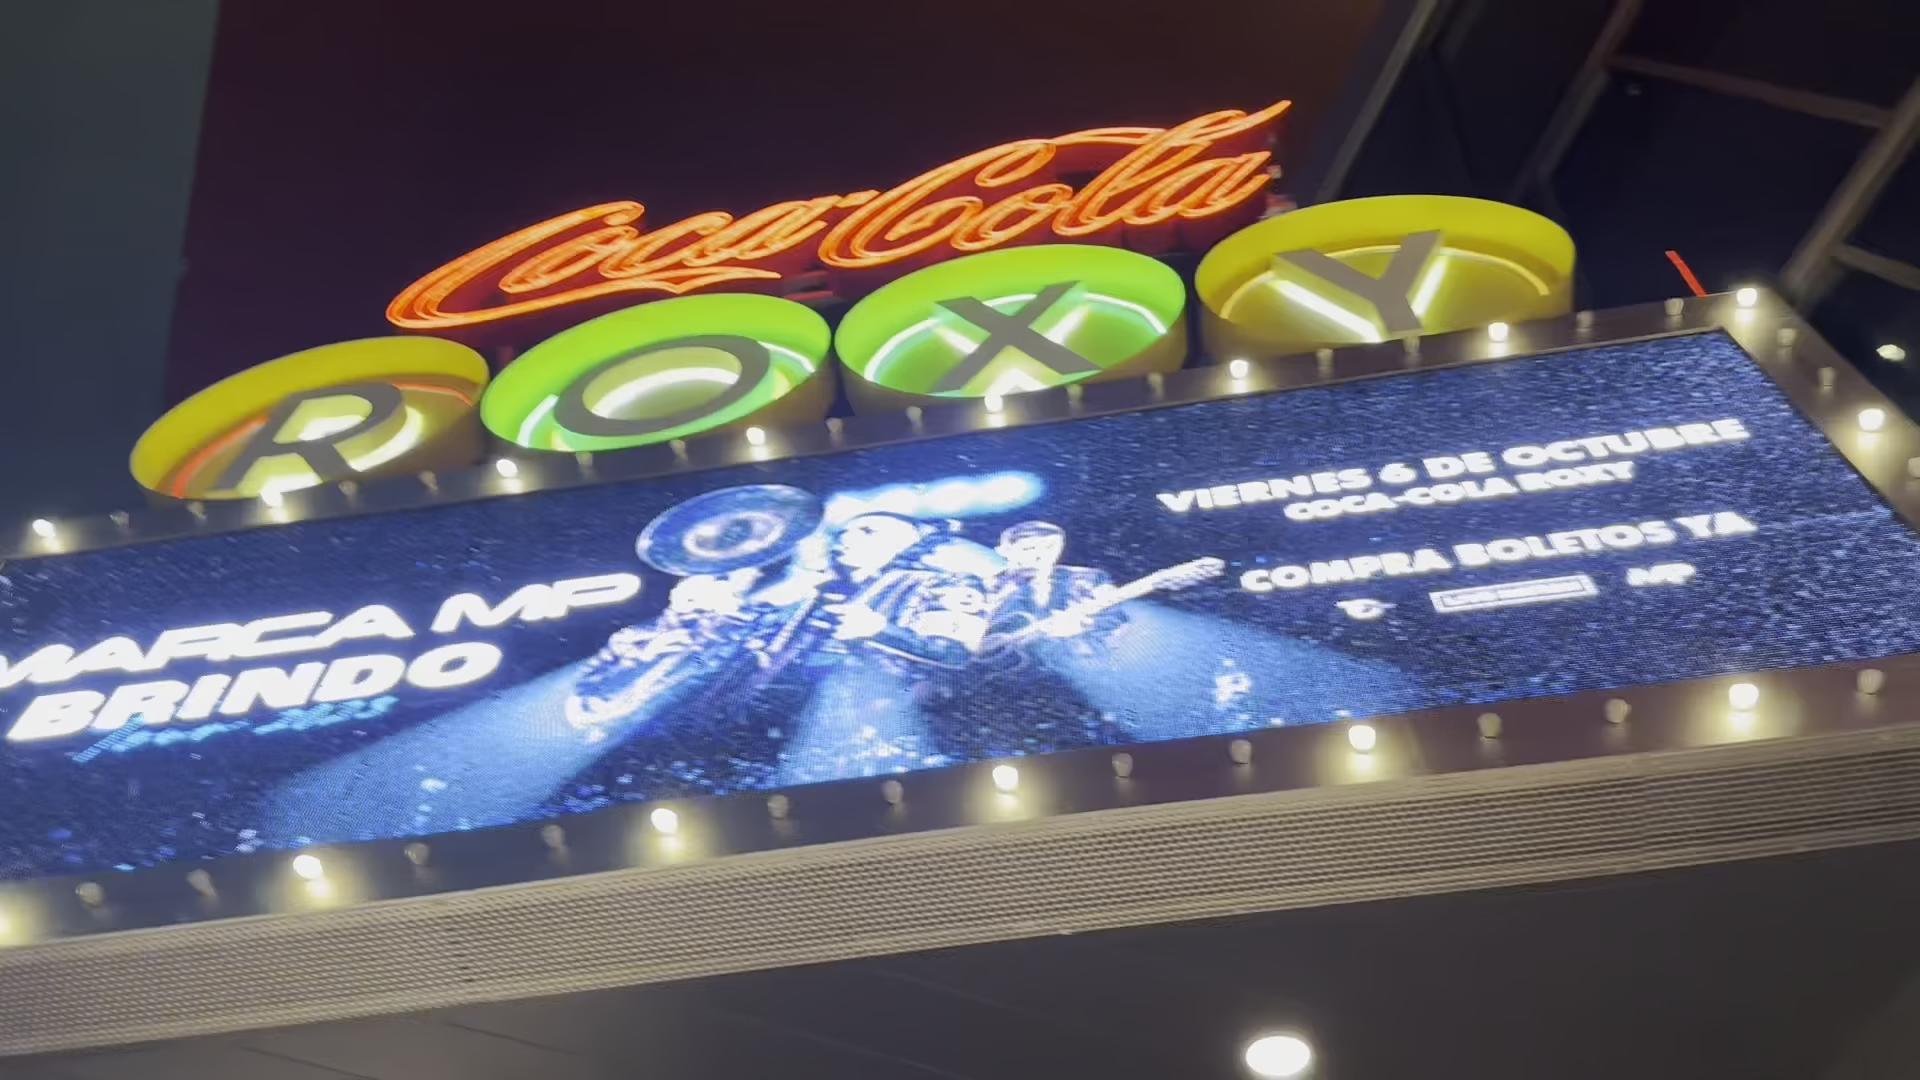 Coca-Cola
ROXY
MARCA MP
BRINDO
VIERNES 6 DE OCTUBRE
COCA-COLA ROXY
COMPRA BOLETOS YA
MP